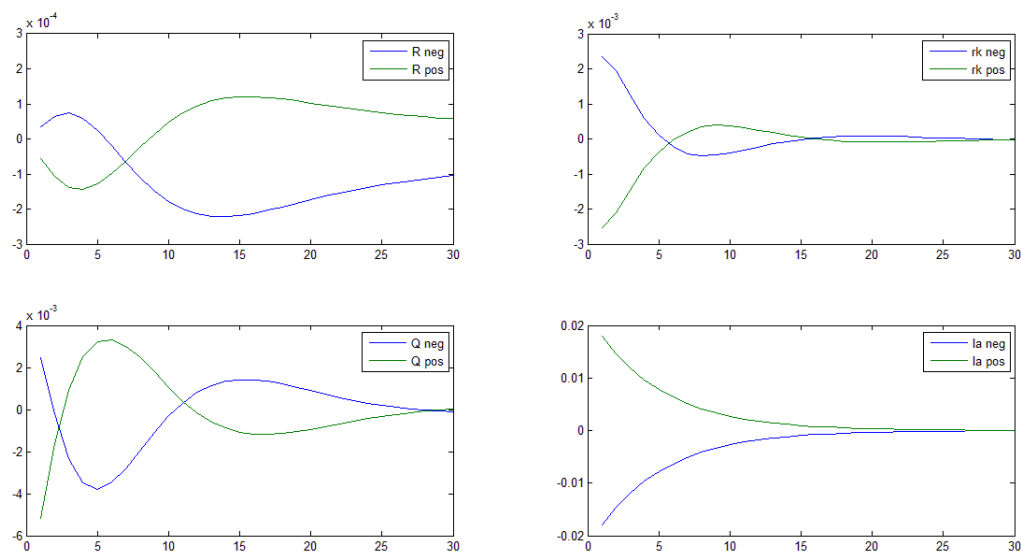 x 10⁻⁴
3
2
1
0
-1
-2
-3
0 5 10 15 20 25 30
R neg
R pos
x 10⁻³
3
2
1
0
-1
-2
-3
0 5 10 15 20 25 30
rk neg
rk pos
x 10⁻³
4
2
0
-2
-4
-6
0 5 10 15 20 25 30
Q neg
Q pos
0.02
0.01
0
-0.01
-0.02
0 5 10 15 20 25 30
la neg
la pos